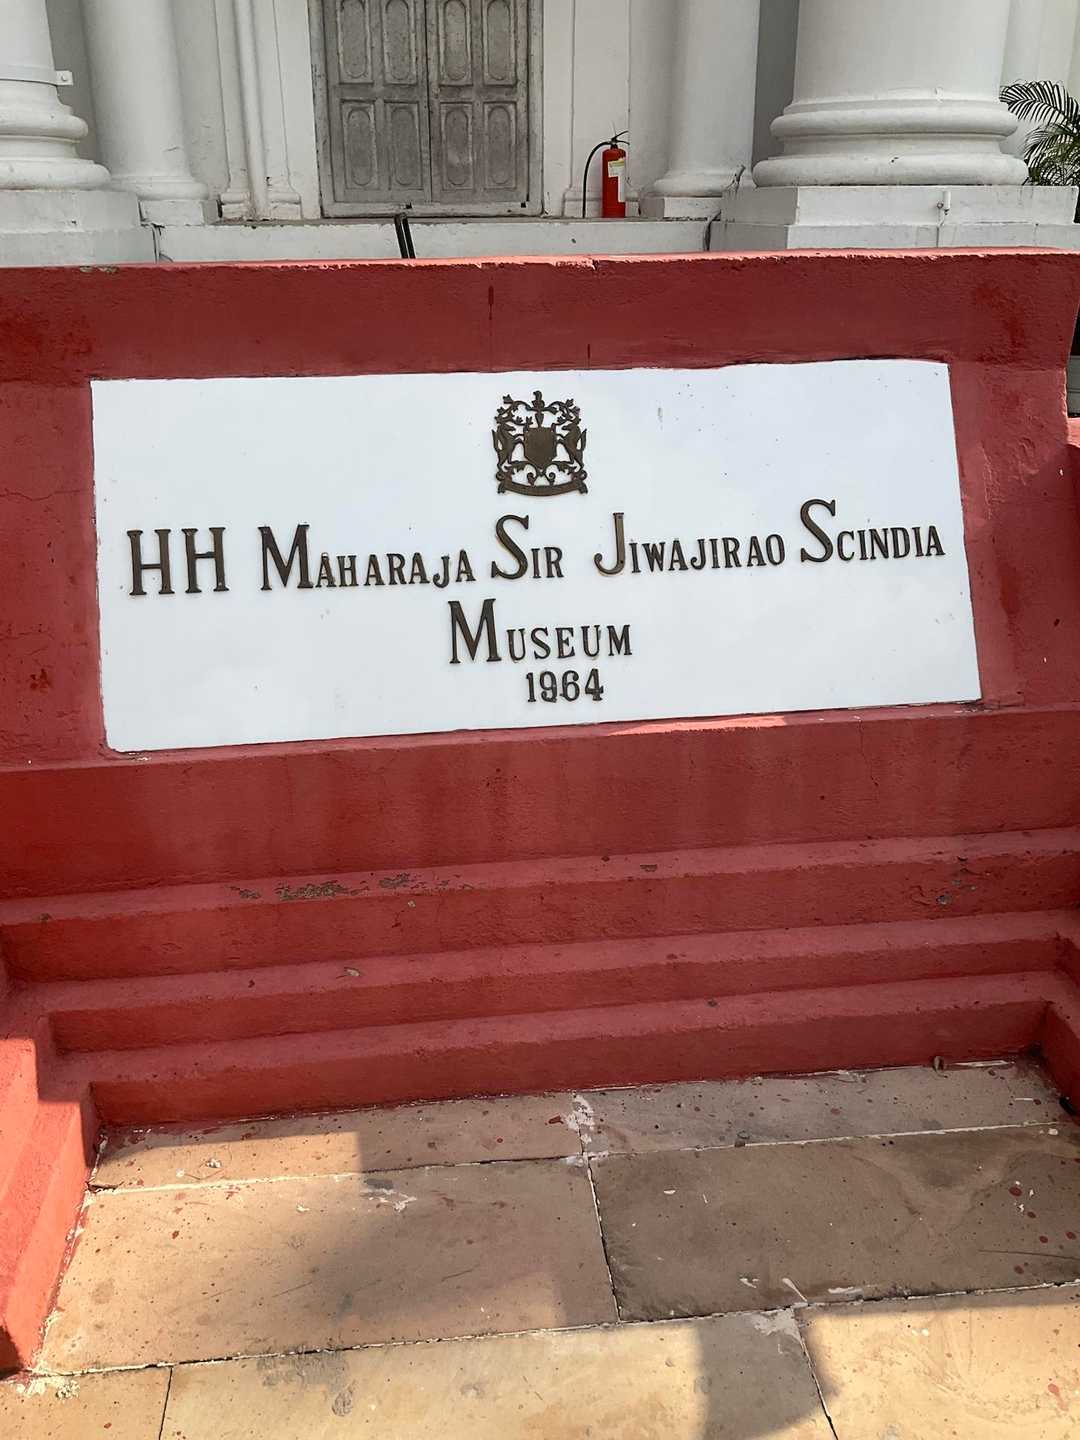 HH MAHARAJA SIR JIWAJIRAO SCINDIA
MUSEUM
1964